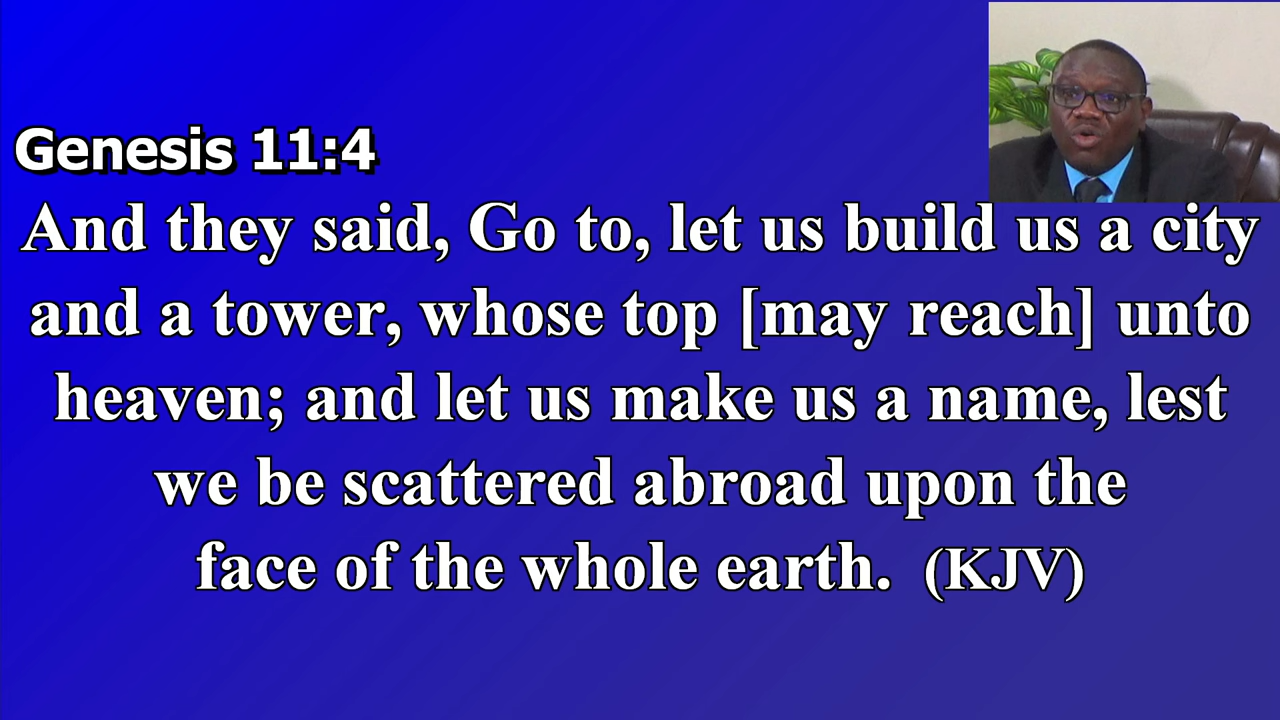 Genesis 11:4
And they said, Go to, let us build us a city
and a tower, whose top [may reach] unto
heaven; and let us make us a name, lest
we be scattered abroad upon the
face of the whole earth. (KJV)